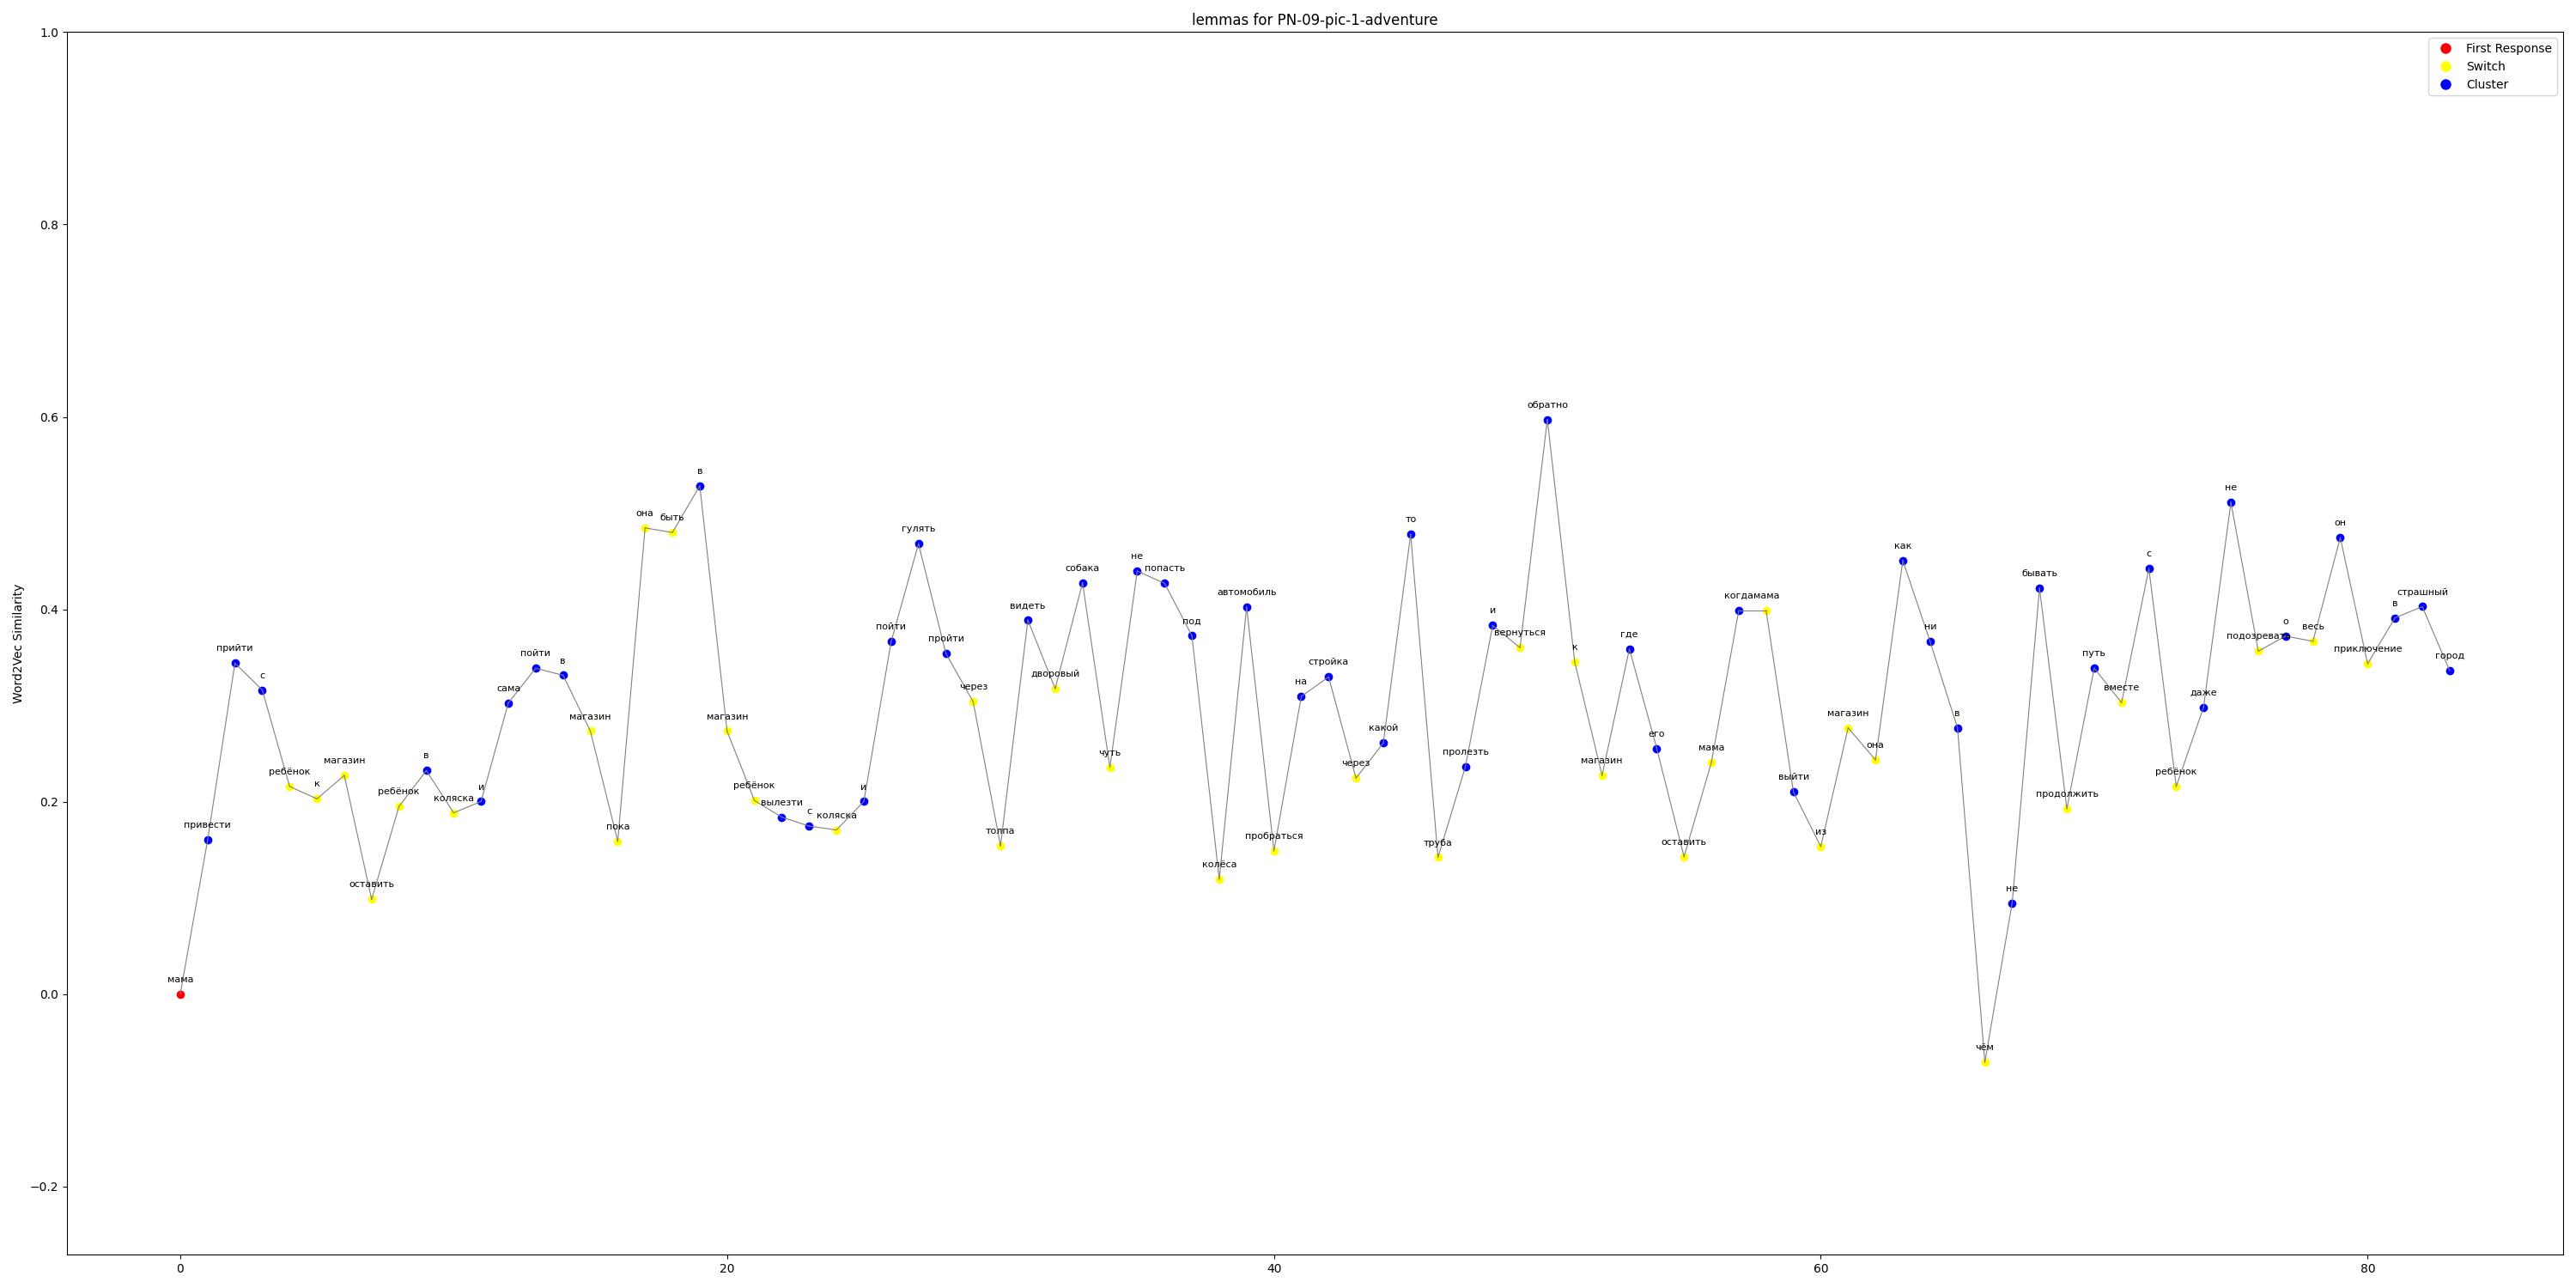 lemmas for PN-09-pic-1-adventure
First Response
Switch
Cluster
Word2Vec Similarity
1.0
0.8
0.6
0.4
0.2
0.0
−0.2
0
20
40
60
80
мама
привести
прийти
с
ребёнок
к
магазин
оставить
ребёнок
в
коляска
и
сама
пойти
в
магазин
пока
она
быть
в
магазин
ребёнок
вылезти
с
коляска
и
пойти
гулять
пройти
через
толпа
видеть
дворовый
собака
чуть
не
попасть
под
колёса
автомобиль
пробраться
на
стройка
через
какой
то
труба
пролезть
и
вернуться
обратно
к
магазин
где
его
оставить
мама
когдамама
выйти
из
магазин
она
как
ни
в
чём
не
бывать
продолжить
путь
вместе
с
ребёнок
даже
не
подозревать
о
весь
он
приключение
в
страшный
город